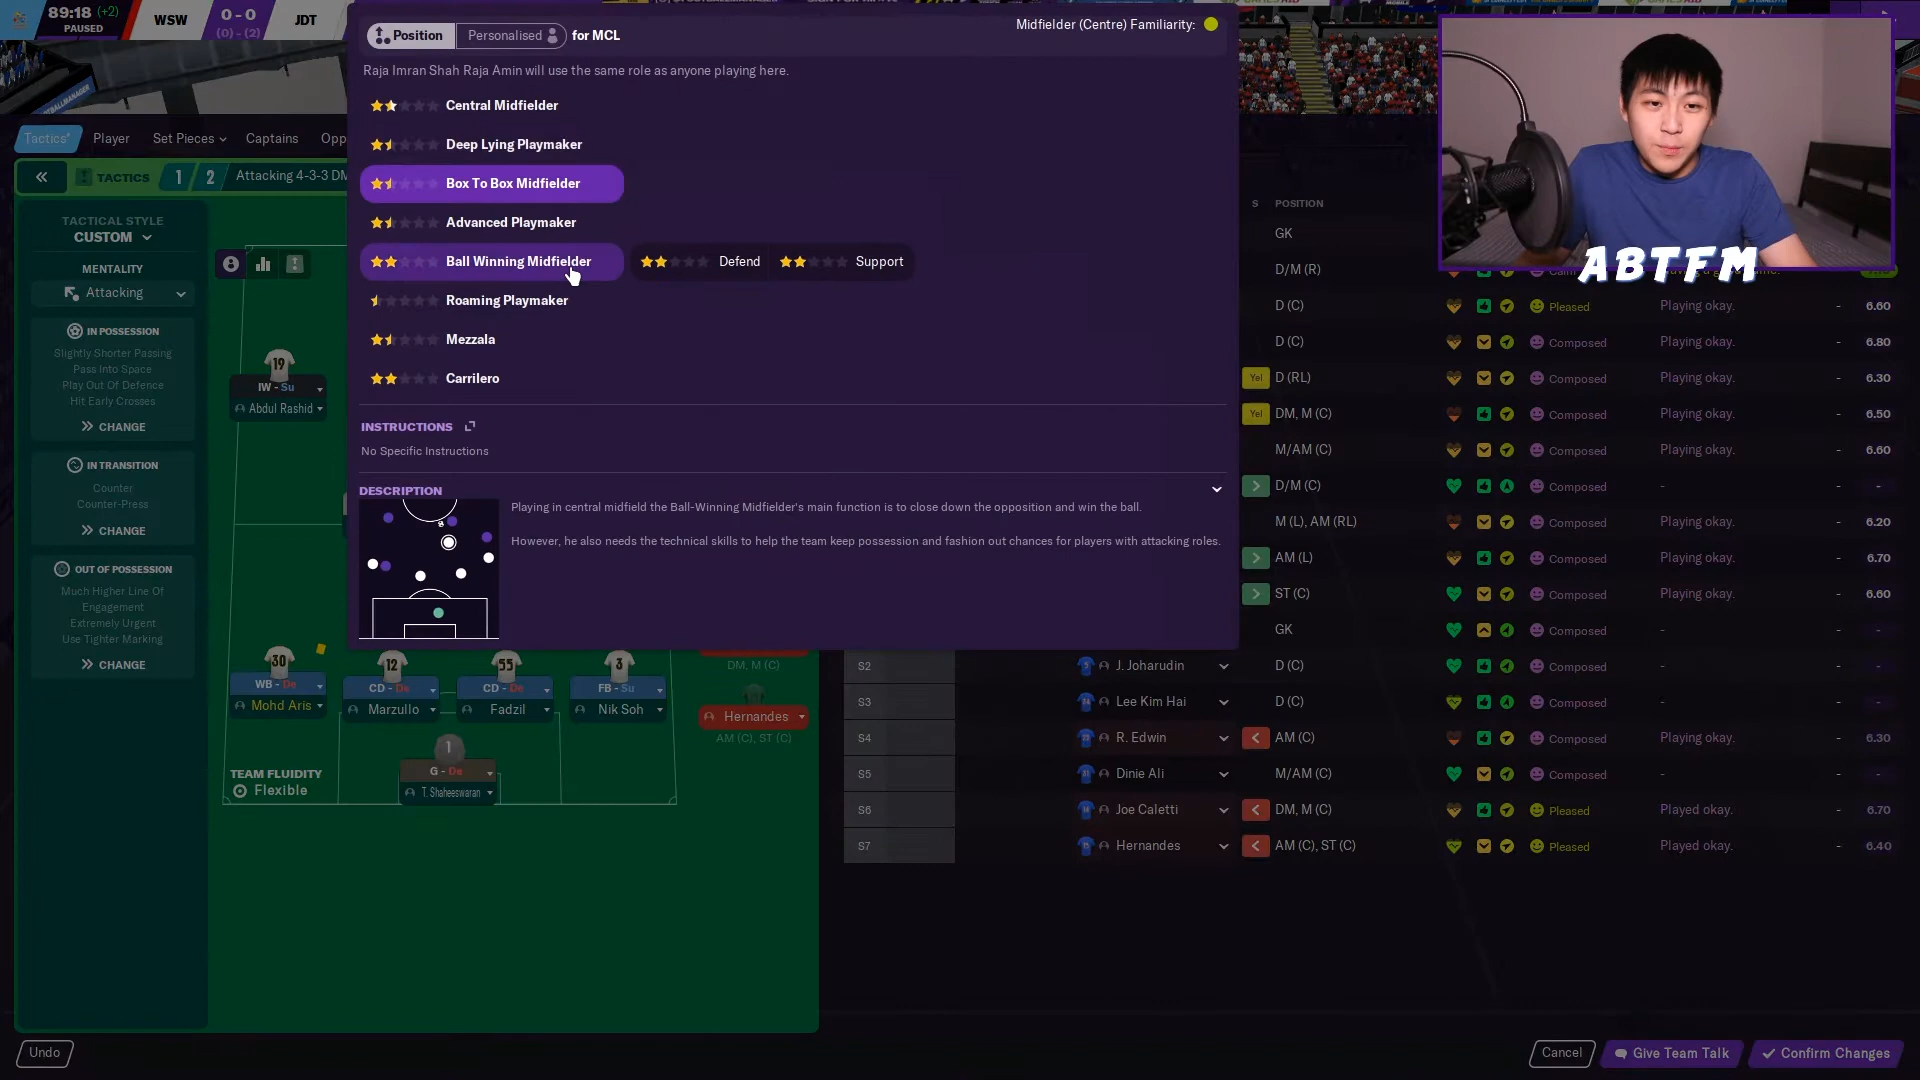 89:18 (+2)
PAUSED
WSW
0 - 0
(0) - (2)
JDT
Position
Personalised
for MCL
Midfielder (Centre) Familiarity:
Raja Imran Shah Raja Amin will use the same role as anyone playing here.
Central Midfielder
Deep Lying Playmaker
Box To Box Midfielder
Advanced Playmaker
Ball Winning Midfielder
Defend
Support
Roaming Playmaker
Mezzala
Carrilero
INSTRUCTIONS
No Specific Instructions
DESCRIPTION
Playing in central midfield the Ball-Winning Midfielder's main function is to close down the opposition and win the ball.
However, he also needs the technical skills to help the team keep possession and fashion out chances for players with attacking roles.
Tactics*
Player
Set Pieces
Captains
Opp
TACTICS
1
2
Attacking 4-3-3 DM
TACTICAL STYLE
CUSTOM
MENTALITY
Attacking
IN POSSESSION
Slightly Shorter Passing
Pass Into Space
Play Out Of Defence
Hit Early Crosses
CHANGE
IN TRANSITION
Counter
Counter-Press
CHANGE
OUT OF POSSESSION
Much Higher Line Of
Engagement
Extremely Urgent
Use Tighter Marking
CHANGE
19
IW - Su
Abdul Rashid
30
WB - De
Mohd Aris
12
CD - De
Marzullo
55
CD - De
Fadzil
3
FB - Su
Nik Soh
1
G - De
T. Shaheeswaran
TEAM FLUIDITY
Flexible
DM, M (C)
Hernandes
AM (C), ST (C)
ABTFM
S
POSITION
GK
D/M (R)
D (C)
Pleased
Playing okay.
-
6.60
D (C)
Composed
Playing okay.
-
6.80
Yel
D (RL)
Composed
Playing okay.
-
6.30
Yel
DM, M (C)
Composed
Playing okay.
-
6.50
M/AM (C)
Composed
Playing okay.
-
6.60
D/M (C)
Composed
-
-
-
M (L), AM (RL)
Composed
Playing okay.
-
6.20
AM (L)
Composed
Playing okay.
-
6.70
ST (C)
Composed
Playing okay.
-
6.60
GK
Composed
-
-
-
S2
J. Joharudin
D (C)
Composed
-
-
-
S3
Lee Kim Hai
D (C)
Composed
-
-
-
S4
R. Edwin
AM (C)
Composed
Playing okay.
-
6.30
S5
Dinie Ali
M/AM (C)
Composed
-
-
-
S6
Joe Caletti
DM, M (C)
Pleased
Played okay.
-
6.70
S7
Hernandes
AM (C), ST (C)
Pleased
Played okay.
-
6.40
Undo
Cancel
Give Team Talk
Confirm Changes